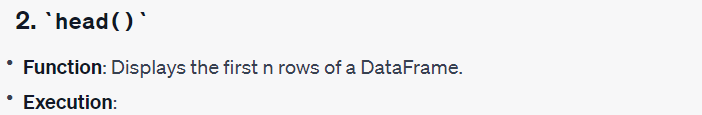 2. `head()`
• Function: Displays the first n rows of a DataFrame.
• Execution: